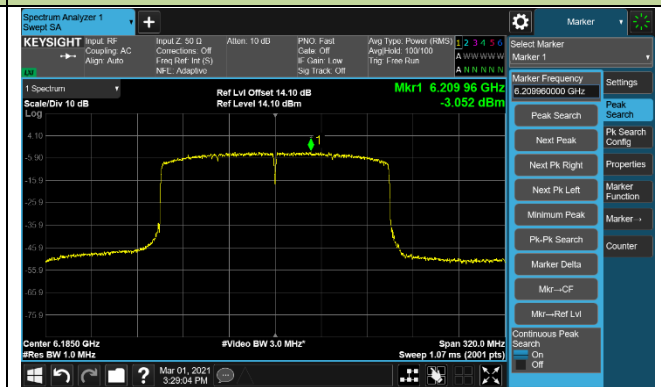 Spectrum Analyzer 1
Swept SA
+
Marker
KEYSIGHT
Input: RF
Coupling: AC
Align: Auto
Input Z: 50 Ω
Corrections: Off
Freq Ref: Int (S)
NFE: Adaptive
Atten: 10 dB
PNO: Fast
Gate: Off
IF Gain: Low
Sig Track: Off
Avg Type: Power (RMS)
Avg|Hold: 100/100
Trig: Free Run
1 2 3 4 5 6
A W W W W W
A N N N N N
LXI
Select Marker
Marker 1
1 Spectrum
Scale/Div 10 dB
Log
Ref Lvl Offset 14.10 dB
Ref Level 14.10 dBm
Mkr1 6.209 96 GHz
-3.052 dBm
1
4.10
-5.90
-15.9
-25.9
-35.9
-45.9
-55.9
-65.9
-75.9
Center 6.1850 GHz
#Res BW 1.0 MHz
#Video BW 3.0 MHz*
Span 320.0 MHz
Sweep 1.07 ms (2001 pts)
Marker Frequency
6.209960000 GHz
Peak Search
Next Peak
Next Pk Right
Next Pk Left
Minimum Peak
Pk-Pk Search
Marker Delta
Mkr→CF
Mkr→Ref Lvl
Continuous Peak
Search
On
Off
Settings
Peak
Search
Pk Search
Config
Properties
Marker
Function
Marker→
Counter
?
Mar 01, 2021
3:29:04 PM